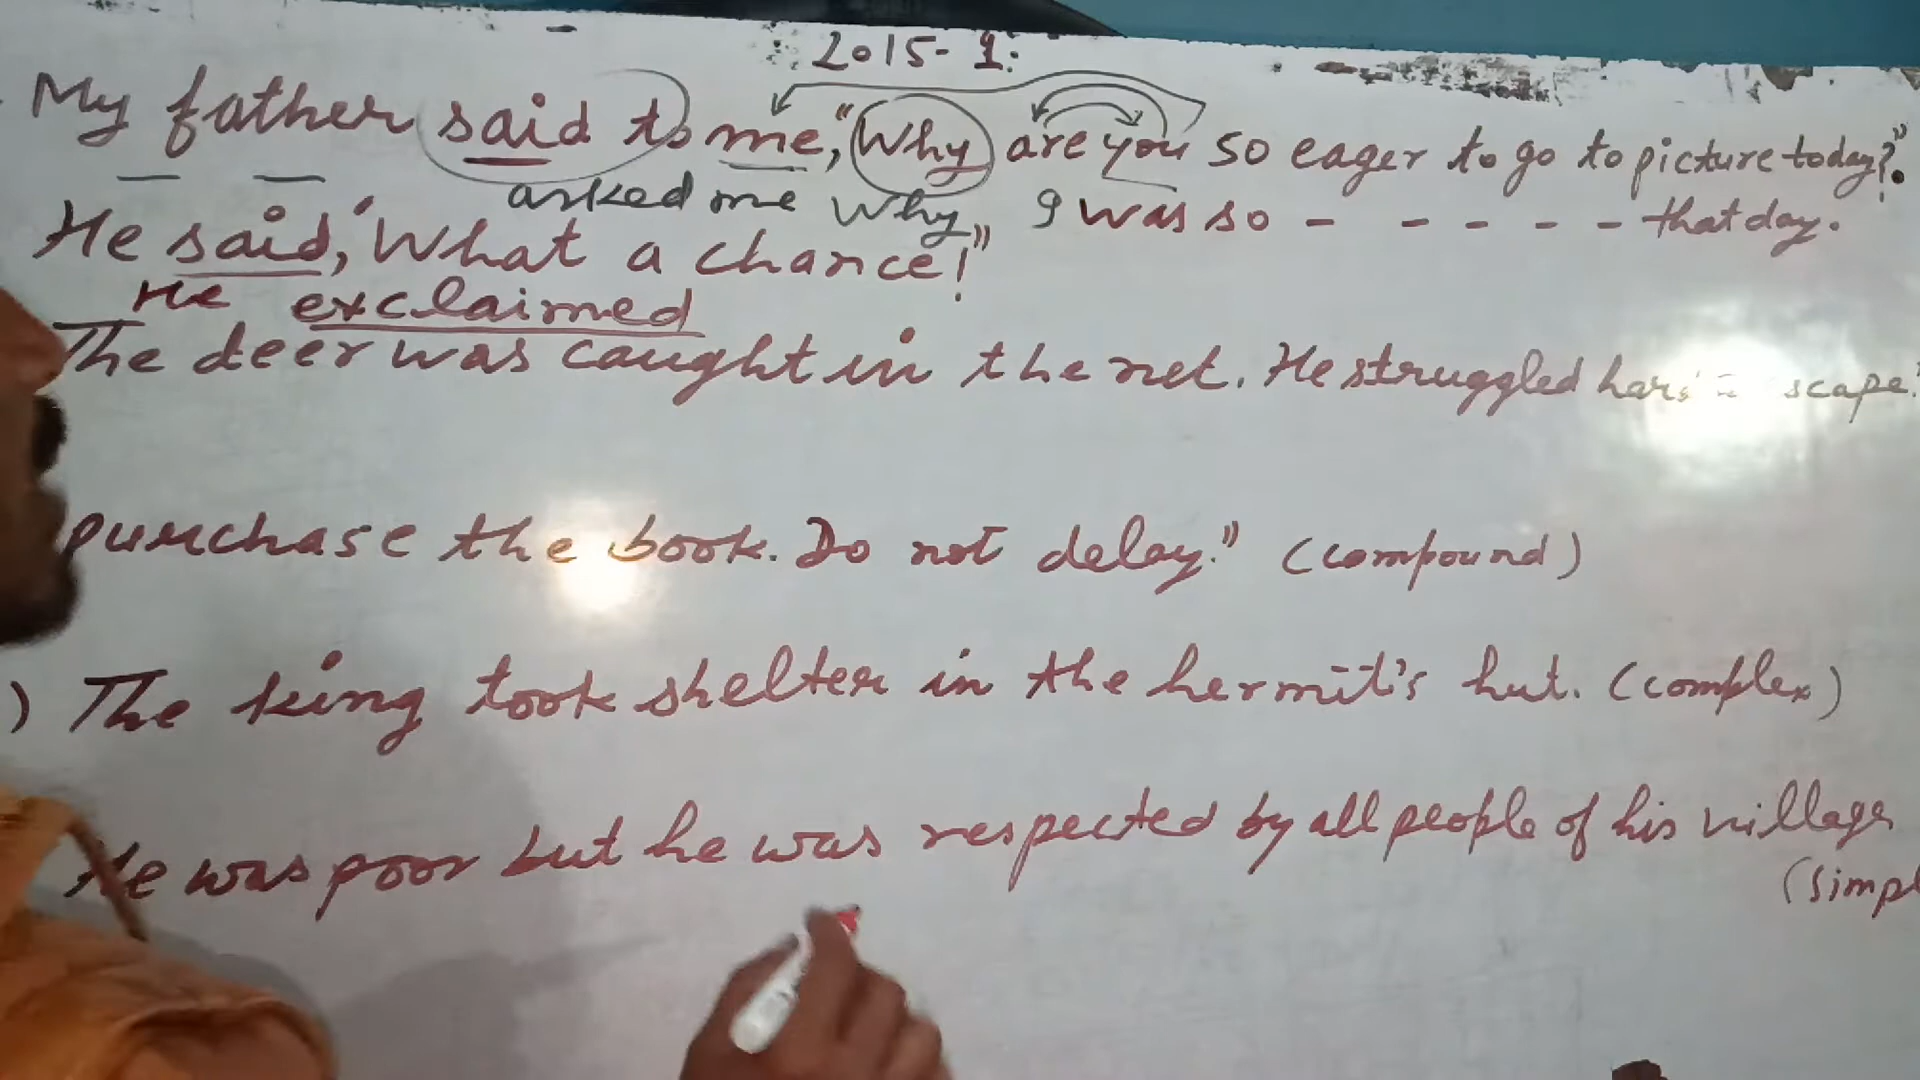 2015-1:
My father said to me, "Why are you so eager to go to picture today?"
asked me why I was so - - - - - that day.
He said, "What a chance!"
He exclaimed
The deer was caught in the net. He struggled scape.
purchase the book. Do not delay." (compound)
) The king took shelter in the hermit's hut. (complex)
He was poor but he was respected by all people of his village
(simpl